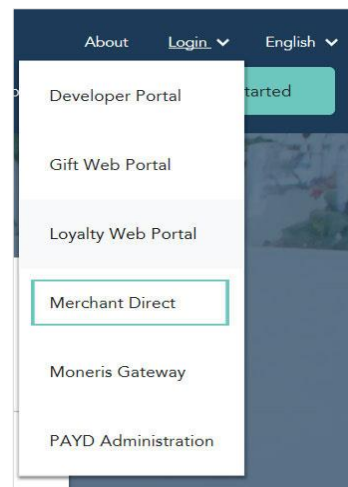 About Login English
Developer Portal
tarted
Gift Web Portal
Loyalty Web Portal
Merchant Direct
Moneris Gateway
PAYD Administration